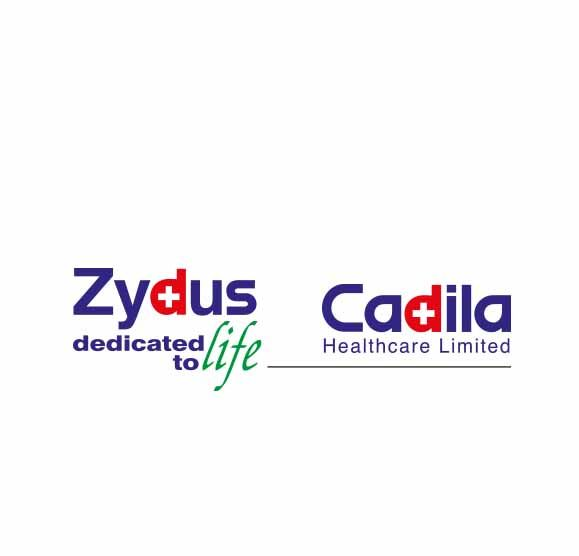 Zydus
dedicated
to life
Cadila
Healthcare Limited